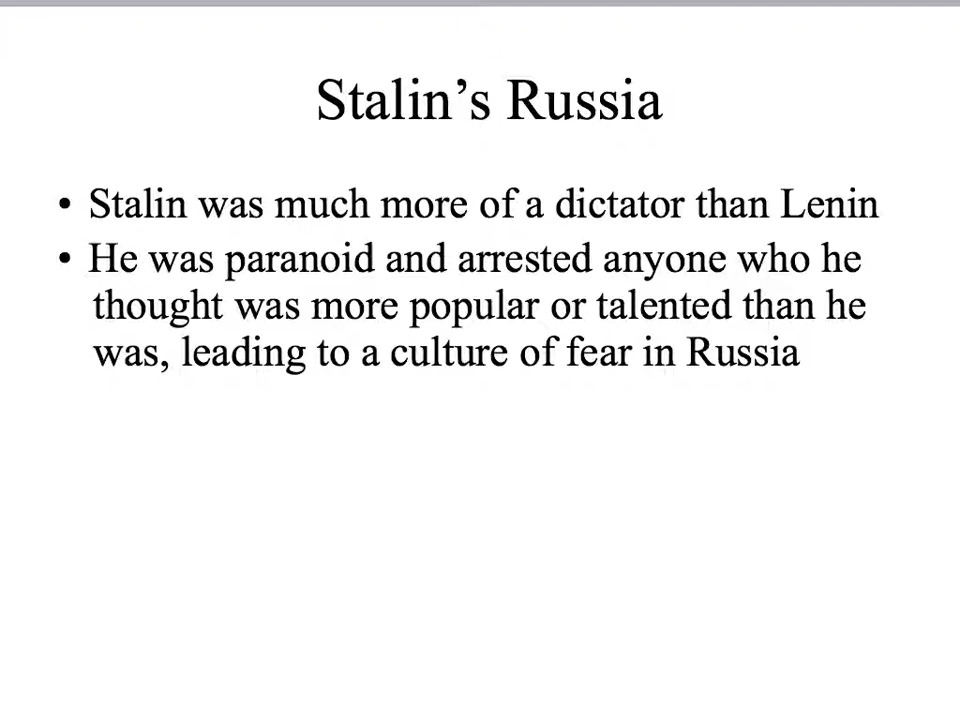 Stalin’s Russia
• Stalin was much more of a dictator than Lenin
• He was paranoid and arrested anyone who he
thought was more popular or talented than he
was, leading to a culture of fear in Russia